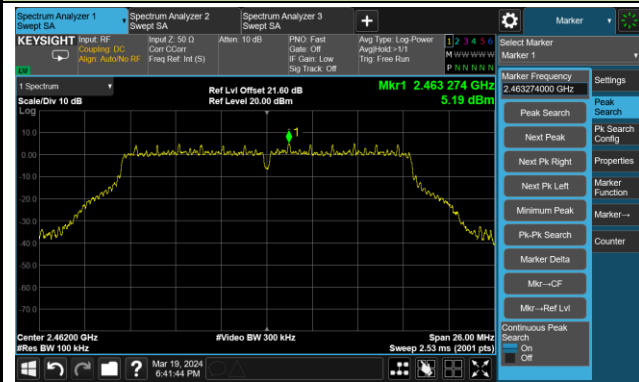 Spectrum Analyzer 1
Swept SA
Spectrum Analyzer 2
Swept SA
Spectrum Analyzer 3
Swept SA
+
Marker
KEYSIGHT
Input: RF
Coupling: DC
Align: Auto/No RF
Input Z: 50 Ω
Corr CCorr
Freq Ref: Int (S)
Atten: 10 dB
PNO: Fast
Gate: Off
IF Gain: Low
Sig Track: Off
Avg Type: Log-Power
Avg|Hold:>1/1
Trig: Free Run
1 2 3 4 5 6
M W W W W W
P N N N N N
Select Marker
Marker 1
1 Spectrum
Scale/Div 10 dB
Log
Ref Lvl Offset 21.60 dB
Ref Level 20.00 dBm
Mkr1 2.463 274 GHz
5.19 dBm
1
10.0
0.00
-10.0
-20.0
-30.0
-40.0
-50.0
-60.0
-70.0
Center 2.46200 GHz
#Res BW 100 kHz
#Video BW 300 kHz
Span 26.00 MHz
Sweep 2.53 ms (2001 pts)
Marker Frequency
2.463274000 GHz
Peak Search
Next Peak
Next Pk Right
Next Pk Left
Minimum Peak
Pk-Pk Search
Marker Delta
Mkr→CF
Mkr→Ref Lvl
Continuous Peak
Search
On
Off
Settings
Peak
Search
Pk Search
Config
Properties
Marker
Function
Marker→
Counter
?
Mar 19, 2024
6:41:44 PM